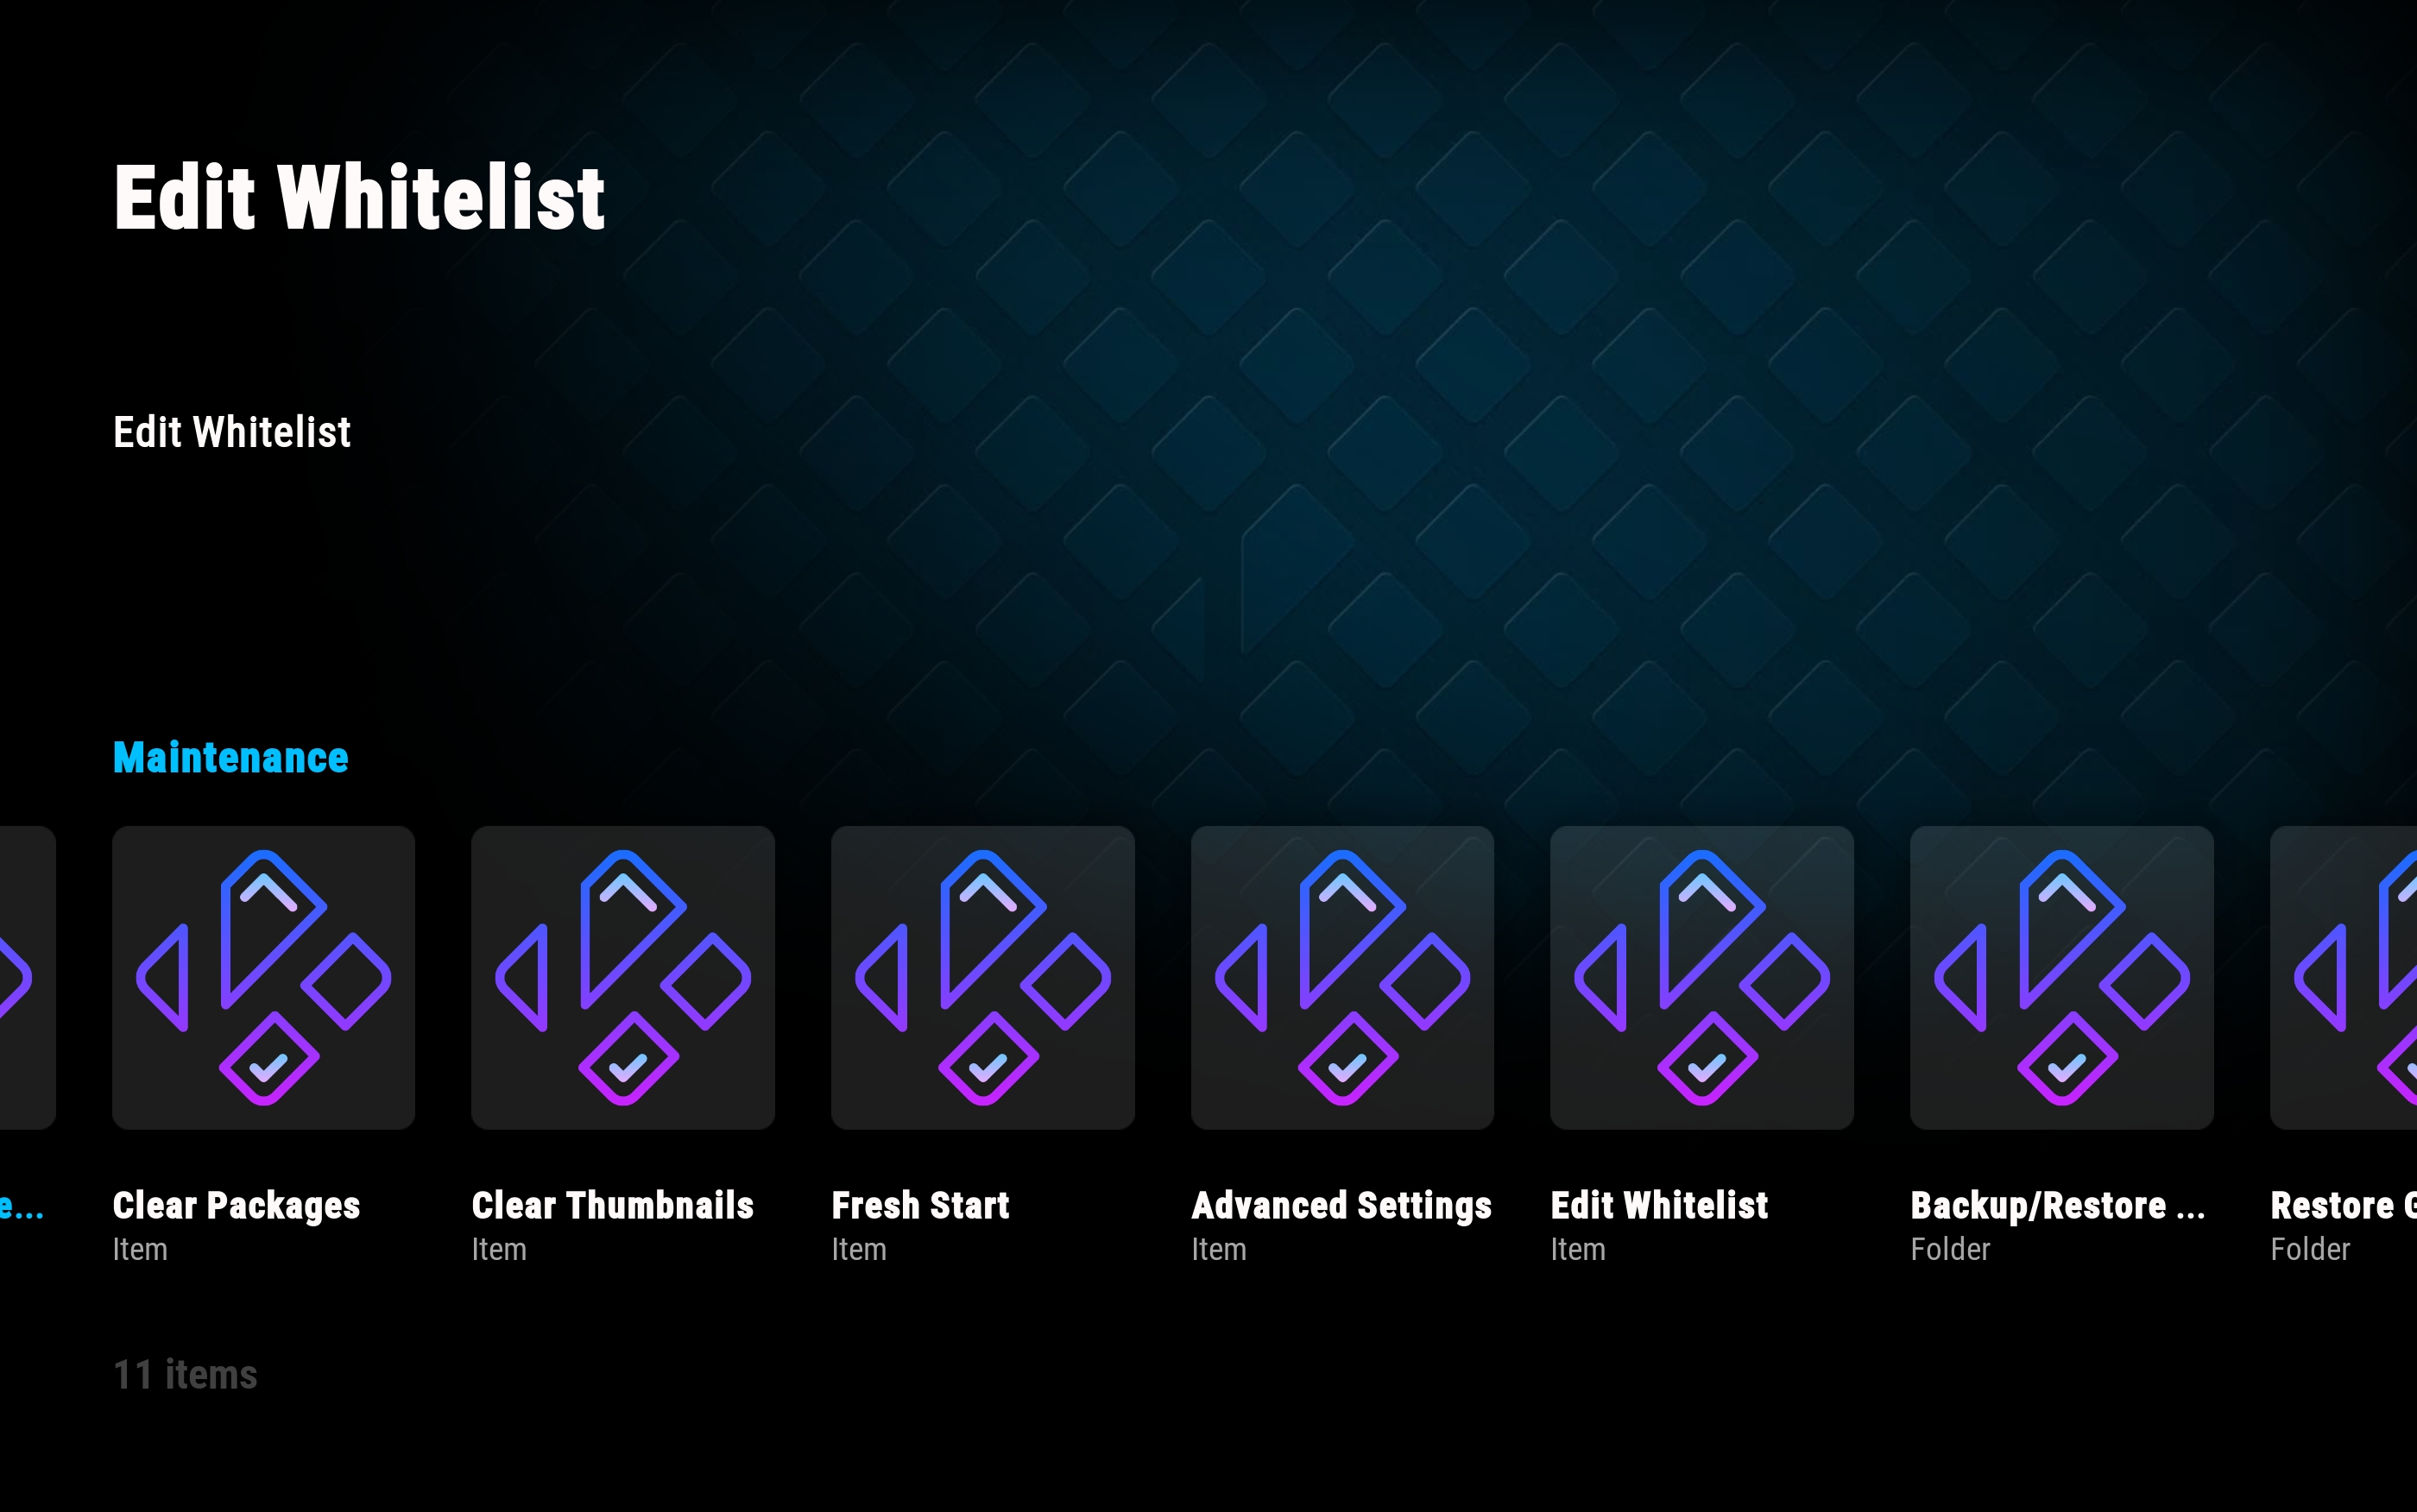 Edit Whitelist
Edit Whitelist
Maintenance
e...
Clear Packages
Item
Clear Thumbnails
Item
Fresh Start
Item
Advanced Settings
Item
Edit Whitelist
Item
Backup/Restore ...
Folder
Restore G
Folder
11 items